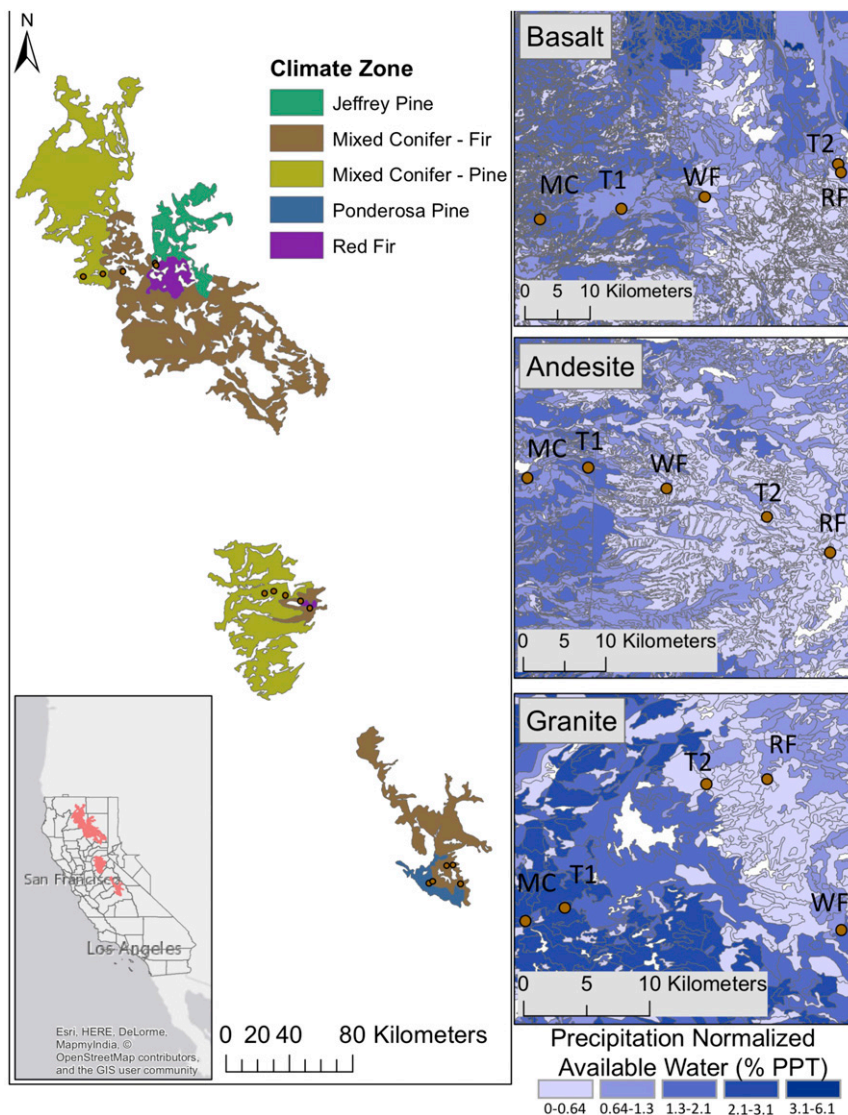 N
Climate Zone
Jeffrey Pine
Mixed Conifer - Fir
Mixed Conifer - Pine
Ponderosa Pine
Red Fir
San Francisco
Los Angeles
Esri, HERE, DeLorme,
MapmyIndia, ©
OpenStreetMap contributors,
and the GIS user community
0 20 40 80 Kilometers
Basalt
MC T1 WF T2
RF
0 5 10 Kilometers
Andesite
MC T1 WF T2 RF
0 5 10 Kilometers
Granite
T2 RF
MC T1 WF
0 5 10 Kilometers
Precipitation Normalized
Available Water (% PPT)
0-0.64 0.64-1.3 1.3-2.1 2.1-3.1 3.1-6.1